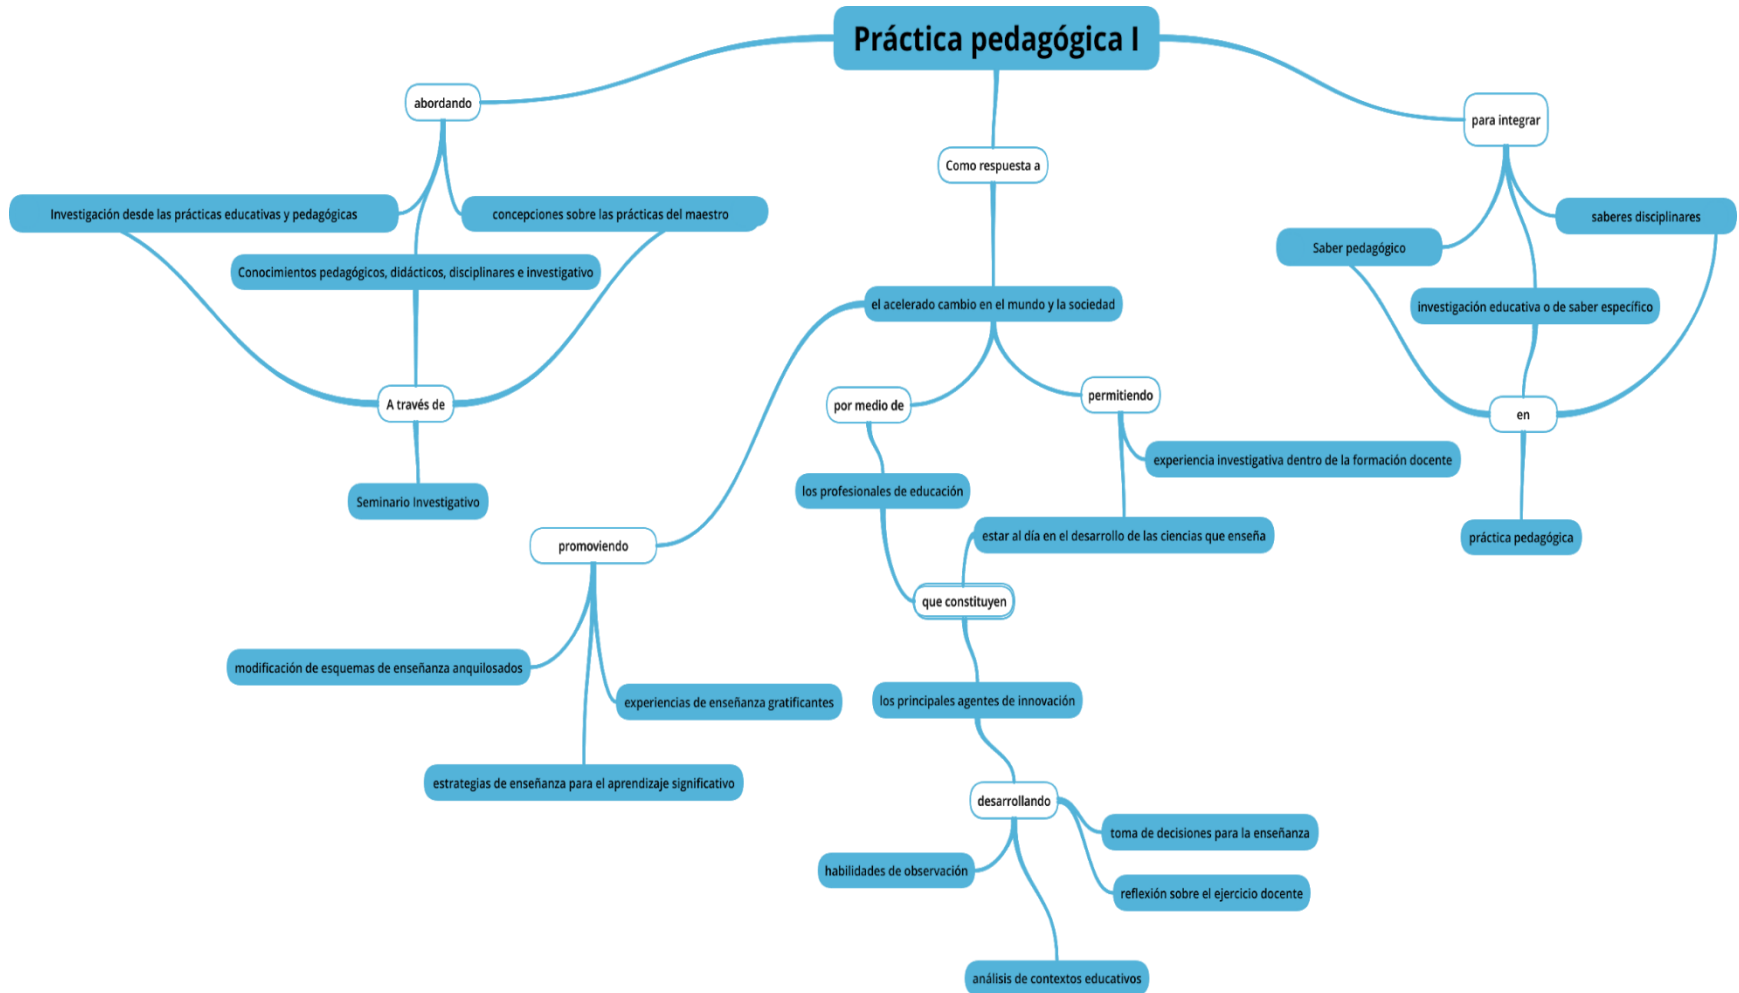 Práctica pedagógica I
abordando
para integrar
Como respuesta a
Investigación desde las prácticas educativas y pedagógicas
concepciones sobre las prácticas del maestro
saberes disciplinares
Saber pedagógico
Conocimientos pedagógicos, didácticos, disciplinares e investigativo
el acelerado cambio en el mundo y la sociedad
investigación educativa o de saber específico
A través de
por medio de
permitiendo
en
experiencia investigativa dentro de la formación docente
Seminario Investigativo
los profesionales de educación
estar al día en el desarrollo de las ciencias que enseña
práctica pedagógica
promoviendo
que constituyen
modificación de esquemas de enseñanza anquilosados
experiencias de enseñanza gratificantes
los principales agentes de innovación
estrategias de enseñanza para el aprendizaje significativo
desarrollando
toma de decisiones para la enseñanza
habilidades de observación
reflexión sobre el ejercicio docente
análisis de contextos educativos